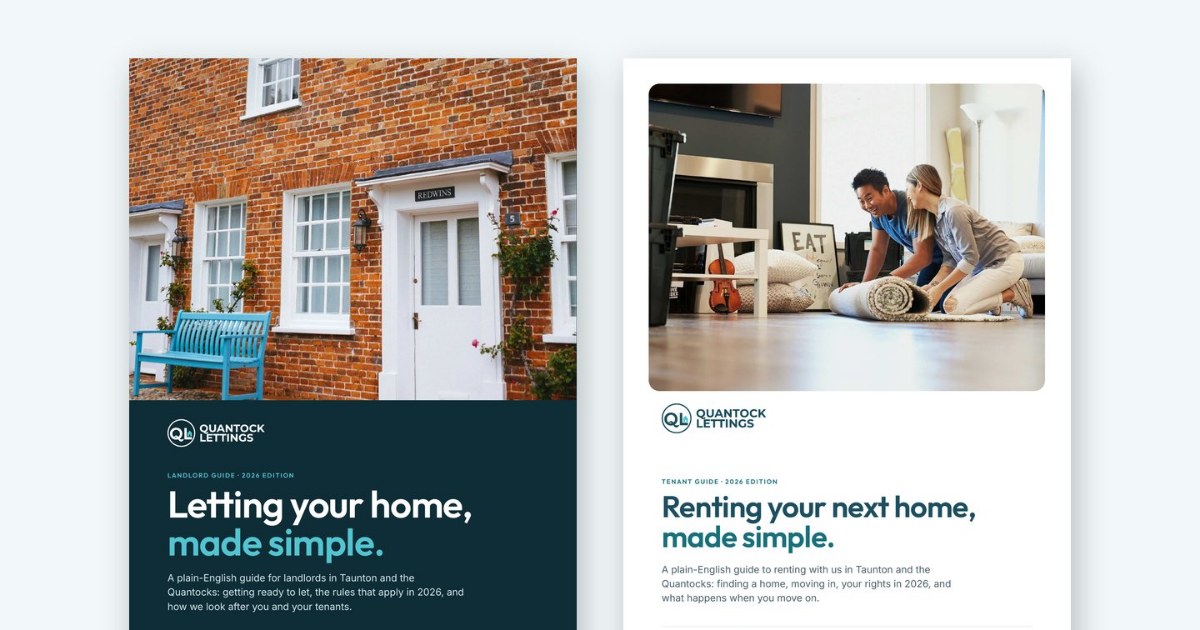 REDWINS
5
QL QUANTOCK
LETTINGS
LANDLORD GUIDE · 2026 EDITION
Letting your home,
made simple.
A plain-English guide for landlords in Taunton and the
Quantocks: getting ready to let, the rules that apply in 2026, and
how we look after you and your tenants.
EAT
QL QUANTOCK
LETTINGS
TENANT GUIDE · 2026 EDITION
Renting your next home,
made simple.
A plain-English guide to renting with us in Taunton and the
Quantocks: finding a home, moving in, your rights in 2026, and
what happens when you move on.